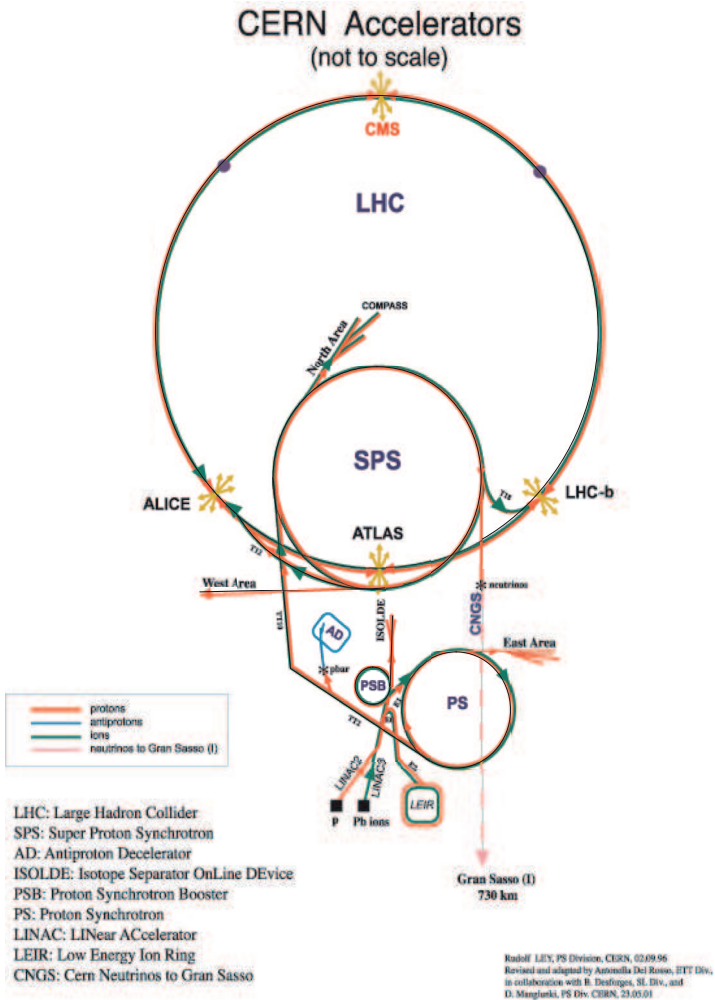 CERN Accelerators
(not to scale)
CMS
LHC
COMPASS
North Area
SPS
ALICE
LHC-b
TI8
ATLAS
TI2
West Area
TT10
ISOLDE
neutrinos
CNGS
East Area
AD
pbar
PSB
PS
TT2
E2
LINAC2
LINAC3
LEIR
p
Pb ions
protons
antiprotons
ions
neutrinos to Gran Sasso (I)
Gran Sasso (I)
730 km
LHC: Large Hadron Collider
SPS: Super Proton Synchrotron
AD: Antiproton Decelerator
ISOLDE: Isotope Separator OnLine DEvice
PSB: Proton Synchrotron Booster
PS: Proton Synchrotron
LINAC: LINear ACcelerator
LEIR: Low Energy Ion Ring
CNGS: Cern Neutrinos to Gran Sasso
Rudolf LEY, PS Division, CERN, 02.09.96
Revised and adapted by Antonella Del Rosso, ETT Div.,
in collaboration with B. Desforges, SL Div., and
D. Manglunki, PS Div. CERN, 23.05.01